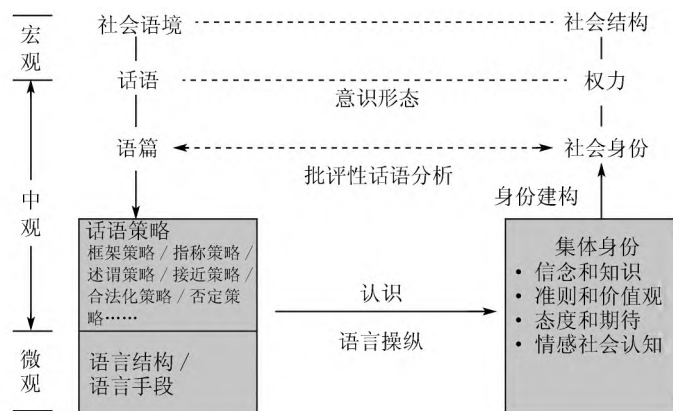 宏观
社会语境
社会结构
话语
权力
意识形态
语篇
社会身份
批评性话语分析
中观
身份建构
话语策略
框架策略 / 指称策略 /
述谓策略 / 接近策略 /
合法化策略 / 否定策
略……
认识
语言操纵
集体身份
• 信念和知识
• 准则和价值观
• 态度和期待
• 情感社会认知
微观
语言结构 /
语言手段